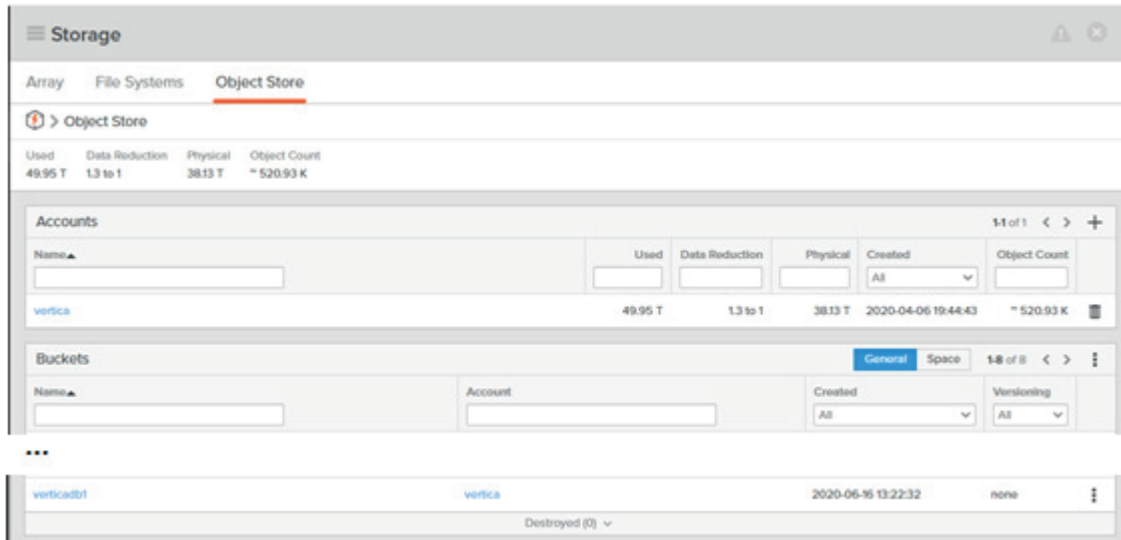 Storage
Array File Systems Object Store
> Object Store
Used Data Reduction Physical Object Count
49.95 T 1.3 to 1 38.13 T ~ 520.93 K
Accounts 1-1 of 1 < > +
Name Used Data Reduction Physical Created Object Count
All
vertica 49.95 T 1.3 to 1 38.13 T 2020-04-06 19:44:43 ~ 520.93 K
Buckets General Space 1-8 of 8 < >
Name Account Created Versioning
All All
...
verticadb1 vertica 2020-06-16 13:22:32 none
Destroyed (0)